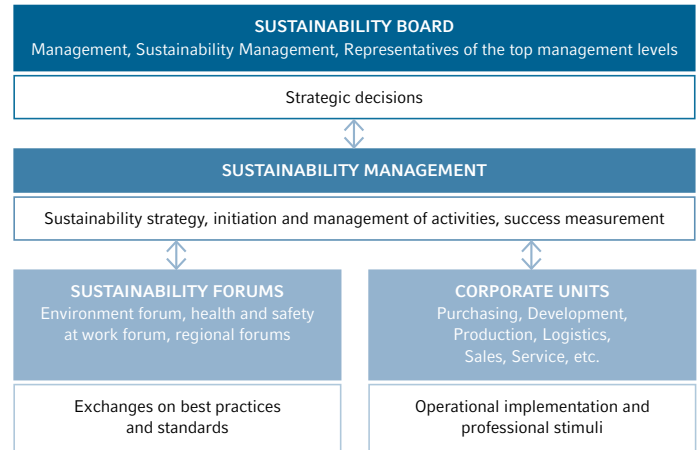 SUSTAINABILITY BOARD
Management, Sustainability Management, Representatives of the top management levels
Strategic decisions
SUSTAINABILITY MANAGEMENT
Sustainability strategy, initiation and management of activities, success measurement
SUSTAINABILITY FORUMS
Environment forum, health and safety
at work forum, regional forums
Exchanges on best practices
and standards
CORPORATE UNITS
Purchasing, Development,
Production, Logistics,
Sales, Service, etc.
Operational implementation and
professional stimuli